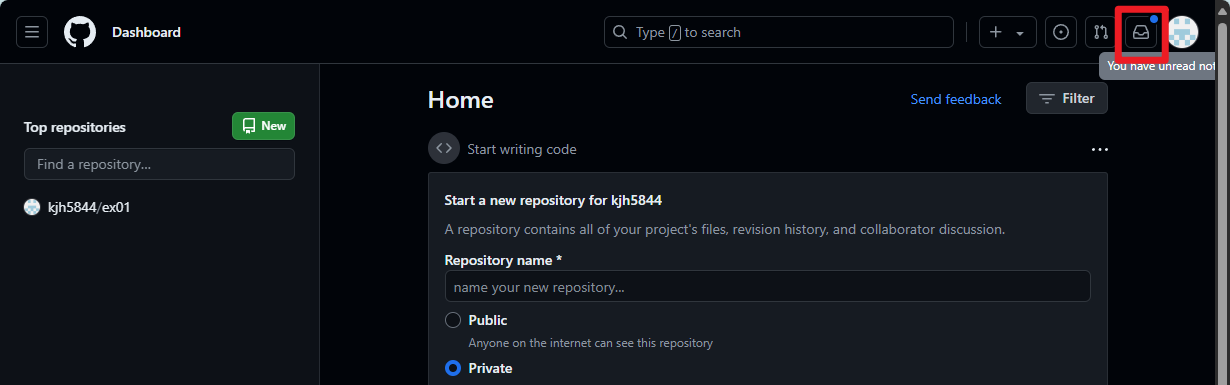 Dashboard
Type / to search
You have unread not
Home
Send feedback
Filter
Top repositories
New
Find a repository...
kjh5844/ex01
Start writing code
Start a new repository for kjh5844
A repository contains all of your project's files, revision history, and collaborator discussion.
Repository name *
name your new repository...
Public
Anyone on the internet can see this repository
Private